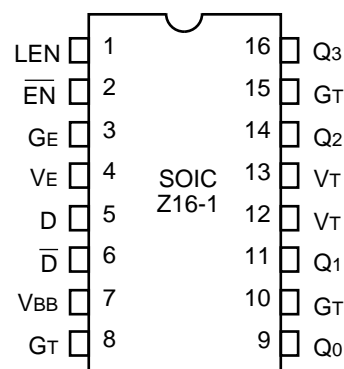 LEN 1 16 Q3
EN 2 15 GT
GE 3 14 Q2
VE 4 13 VT
SOIC
Z16-1
D 5 12 VT
D 6 11 Q1
VBB 7 10 GT
GT 8 9 Q0